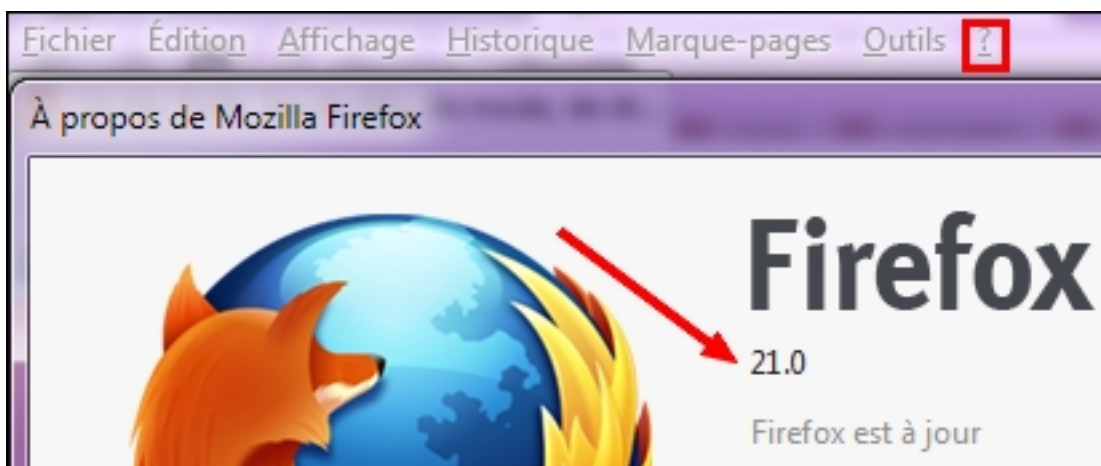 Fichier Édition Affichage Historique Marque-pages Outils ?
À propos de Mozilla Firefox
Firefox
21.0
Firefox est à jour